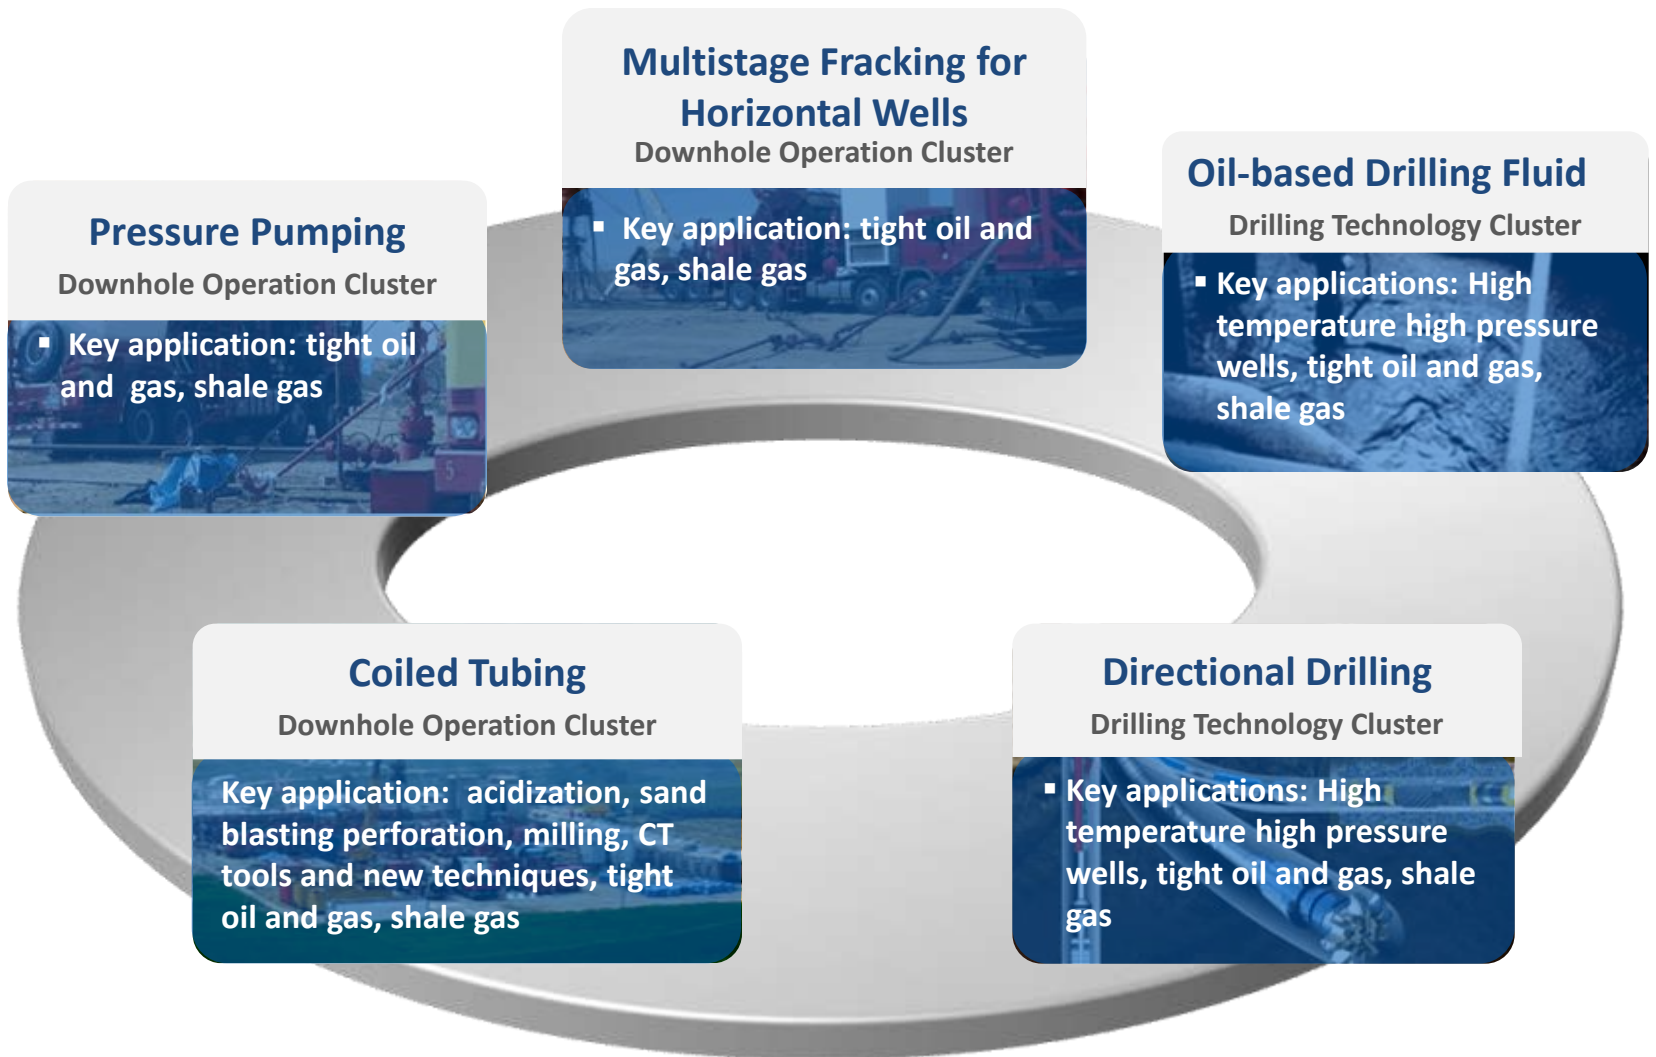 Multistage Fracking for
Horizontal Wells
Downhole Operation Cluster
▪ Key application: tight oil and
gas, shale gas
Oil-based Drilling Fluid
Drilling Technology Cluster
▪ Key applications: High
temperature high pressure
wells, tight oil and gas,
shale gas
Pressure Pumping
Downhole Operation Cluster
▪ Key application: tight oil
and gas, shale gas
Coiled Tubing
Downhole Operation Cluster
Key application: acidization, sand
blasting perforation, milling, CT
tools and new techniques, tight
oil and gas, shale gas
Directional Drilling
Drilling Technology Cluster
▪ Key applications: High
temperature high pressure
wells, tight oil and gas, shale
gas
5